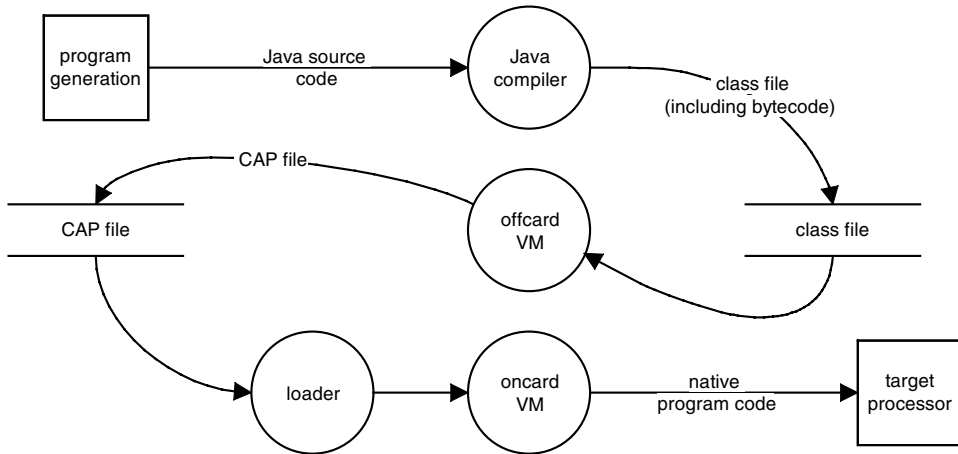 program
generation
Java source
code
Java
compiler
class file
(including bytecode)
CAP file
CAP file
offcard
VM
class file
loader
oncard
VM
native
program code
target
processor